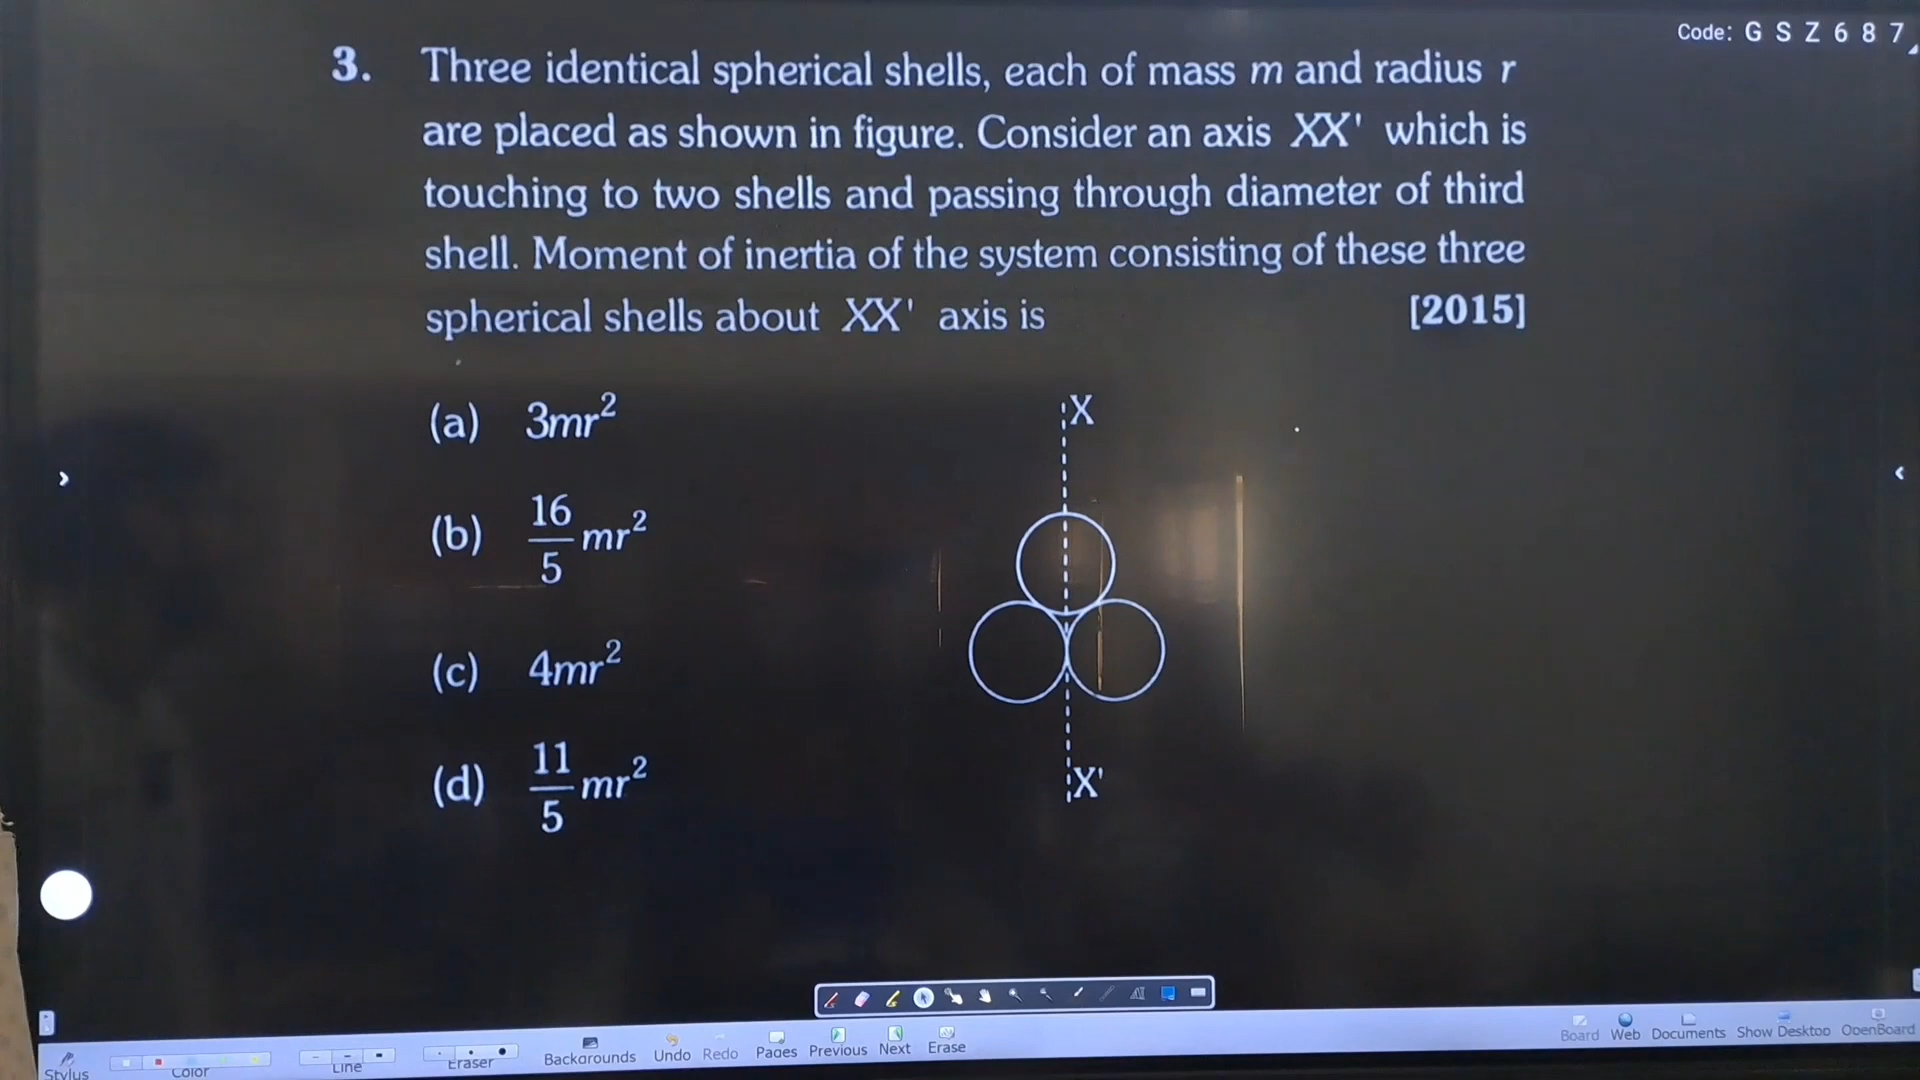 Code: G S Z 6 8 7
3. Three identical spherical shells, each of mass m and radius r
are placed as shown in figure. Consider an axis XX' which is
touching to two shells and passing through diameter of third
shell. Moment of inertia of the system consisting of these three
spherical shells about XX' axis is [2015]
(a) 3mr²
(b) 16/5 mr²
(c) 4mr²
(d) 11/5 mr²
X
X'
Stylus Color Line Eraser Backgrounds Undo Redo Pages Previous Next Erase Board Web Documents Show Desktop OpenBoard